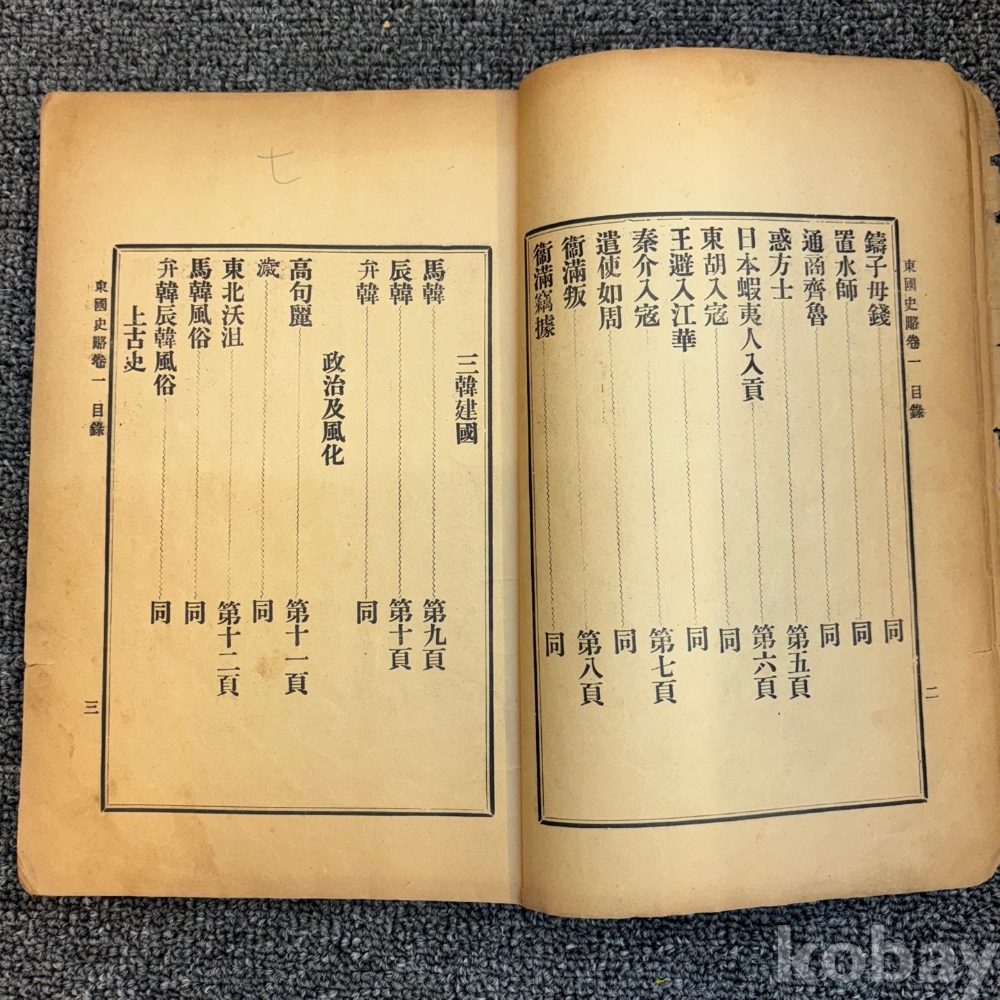 東國史略卷一 目錄
二
鑄子母錢 同
置水師 同
通商齊魯 同
惑方士 第五頁
日本蝦夷人入貢 第六頁
東胡入寇 同
王避入江華 同
秦介入寇 第七頁
遣使如周 同
衞滿叛 第八頁
衞滿竊據 同
七
三韓建國
馬韓 第九頁
辰韓 第十頁
弁韓 同
政治及風化
高句麗 第十一頁
濊 同
東北沃沮 第十二頁
馬韓風俗 同
弁韓辰韓風俗 同
上古史
東國史略卷一 目錄
三
kobay